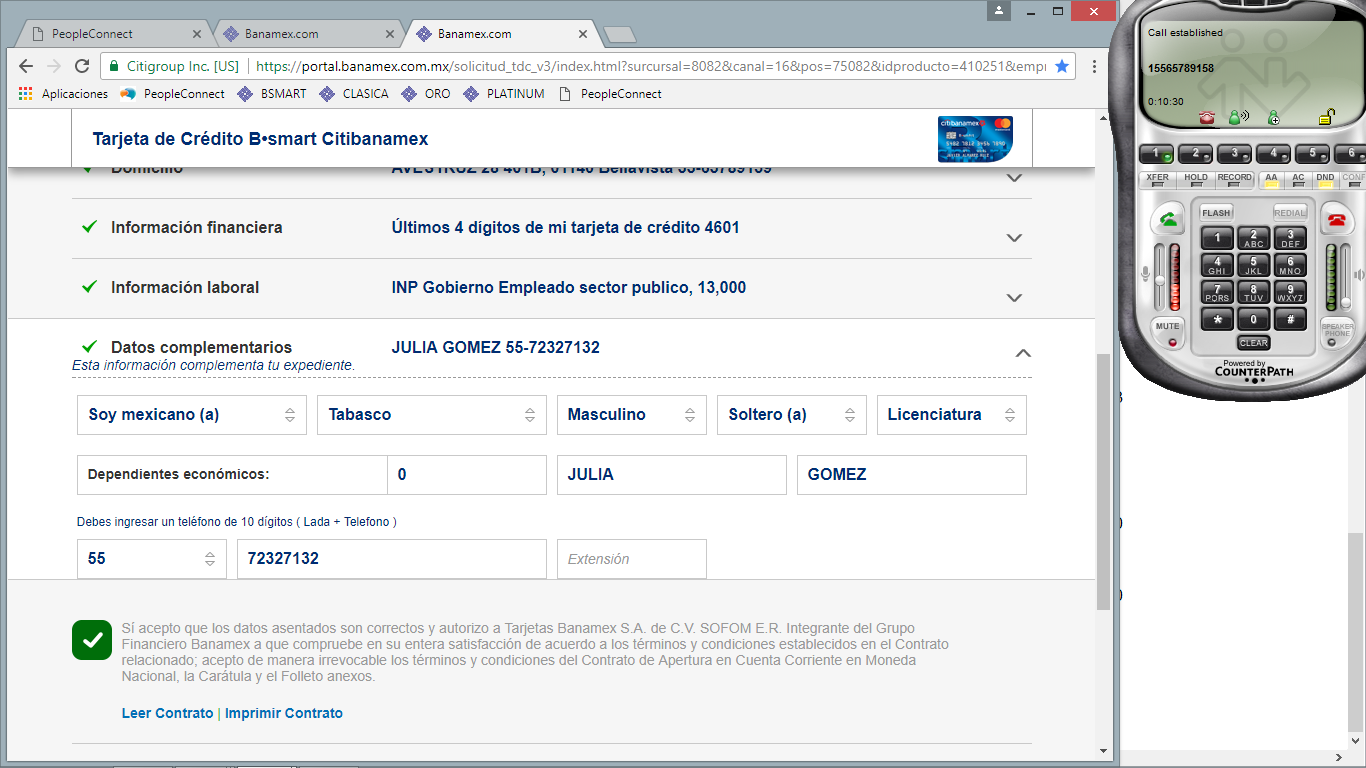 PeopleConnect
Banamex.com
Banamex.com
Citigroup Inc. [US]
https://portal.banamex.com.mx/solicitud_tdc_v3/index.html?surcursal=8082&canal=16&pos=75082&idproducto=410251&empr
Aplicaciones
PeopleConnect
BSMART
CLASICA
ORO
PLATINUM
PeopleConnect
Tarjeta de Crédito B•smart Citibanamex
citibanamex
Domicilio AVESTRUZ 28 401B, 01140 Bellavista 55-65789159
Información financiera Últimos 4 dígitos de mi tarjeta de crédito 4601
Información laboral INP Gobierno Empleado sector publico, 13,000
Datos complementarios JULIA GOMEZ 55-72327132
Esta información complementa tu expediente.
Soy mexicano (a) Tabasco Masculino Soltero (a) Licenciatura
Dependientes económicos: 0 JULIA GOMEZ
Debes ingresar un teléfono de 10 dígitos ( Lada + Telefono )
55 72327132 Extensión
Sí acepto que los datos asentados son correctos y autorizo a Tarjetas Banamex S.A. de C.V. SOFOM E.R. Integrante del Grupo
Financiero Banamex a que compruebe en su entera satisfacción de acuerdo a los términos y condiciones establecidos en el Contrato
relacionado; acepto de manera irrevocable los términos y condiciones del Contrato de Apertura en Cuenta Corriente en Moneda
Nacional, la Carátula y el Folleto anexos.
Leer Contrato | Imprimir Contrato
Call established
15565789158
0:10:30
1 2 3 4 5 6
XFER HOLD RECORD AA AC DND CONF
FLASH REDIAL
1 2 ABC 3 DEF
4 GHI 5 JKL 6 MNO
7 PQRS 8 TUV 9 WXYZ
* 0 #
MUTE
SPEAKER PHONE
CLEAR
Powered by
COUNTERPATH